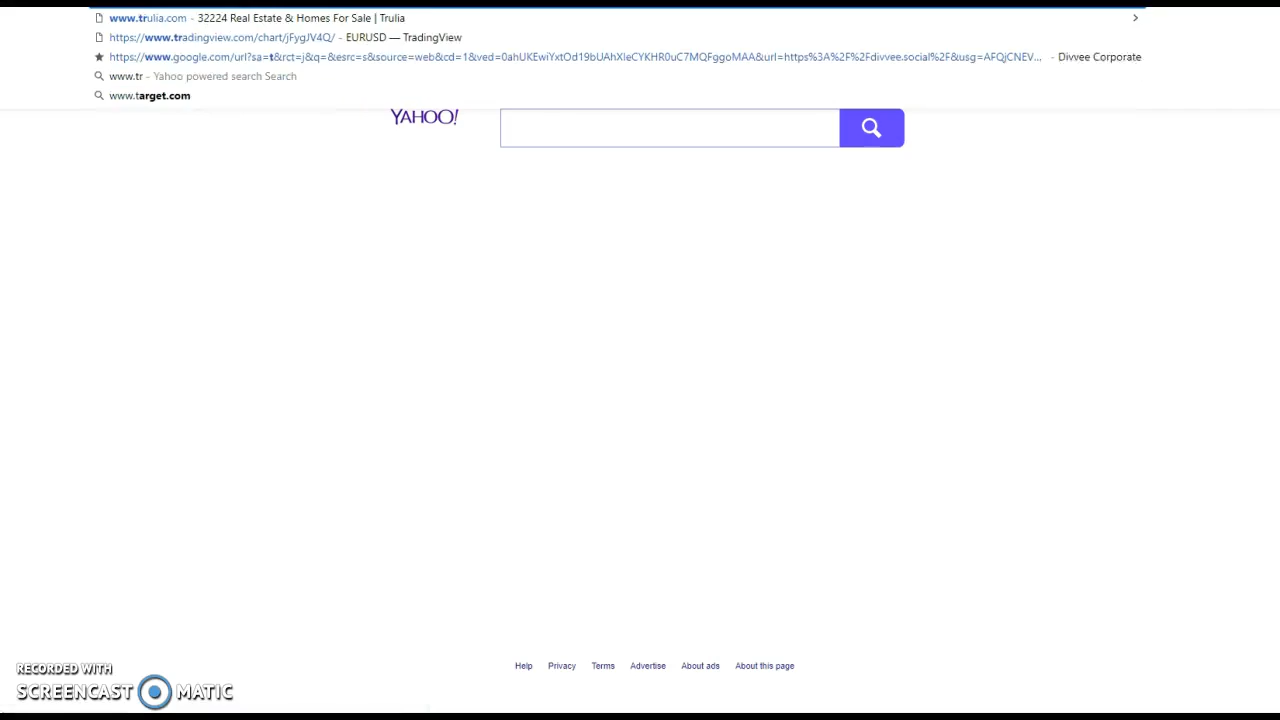 www.trulia.com - 32224 Real Estate & Homes For Sale | Trulia
https://www.tradingview.com/chart/jFygJV4Q/ - EURUSD — TradingView
https://www.google.com/url?sa=t&rct=j&q=&esrc=s&source=web&cd=1&ved=0ahUKEwiYxtOd19bUAhXIeCYKHR0uC7MQFggoMAA&url=https%3A%2F%2Fdivvee.social%2F&usg=AFQjCNEV... - Divvee Corporate
www.tr - Yahoo powered search Search
www.target.com
YAHOO!
Help Privacy Terms Advertise About ads About this page
RECORDED WITH
SCREENCAST MATIC